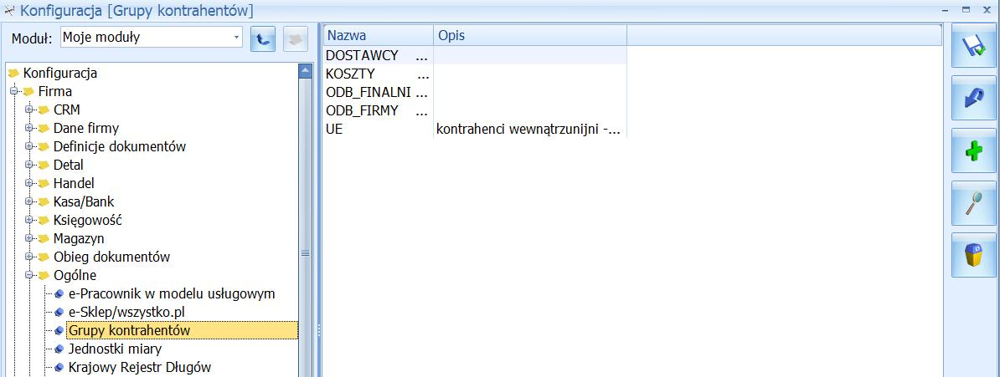 Konfiguracja [Grupy kontrahentów]
Moduł: Moje moduły
Konfiguracja
Firma
CRM
Dane firmy
Definicje dokumentów
Detal
Handel
Kasa/Bank
Księgowość
Magazyn
Obieg dokumentów
Ogólne
e-Pracownik w modelu usługowym
e-Sklep/wszystko.pl
Grupy kontrahentów
Jednostki miary
Krajowy Rejestr Długów
Nazwa Opis
DOSTAWCY ...
KOSZTY ...
ODB_FINALNI ...
ODB_FIRMY ...
UE kontrahenci wewnątrzunijni -...